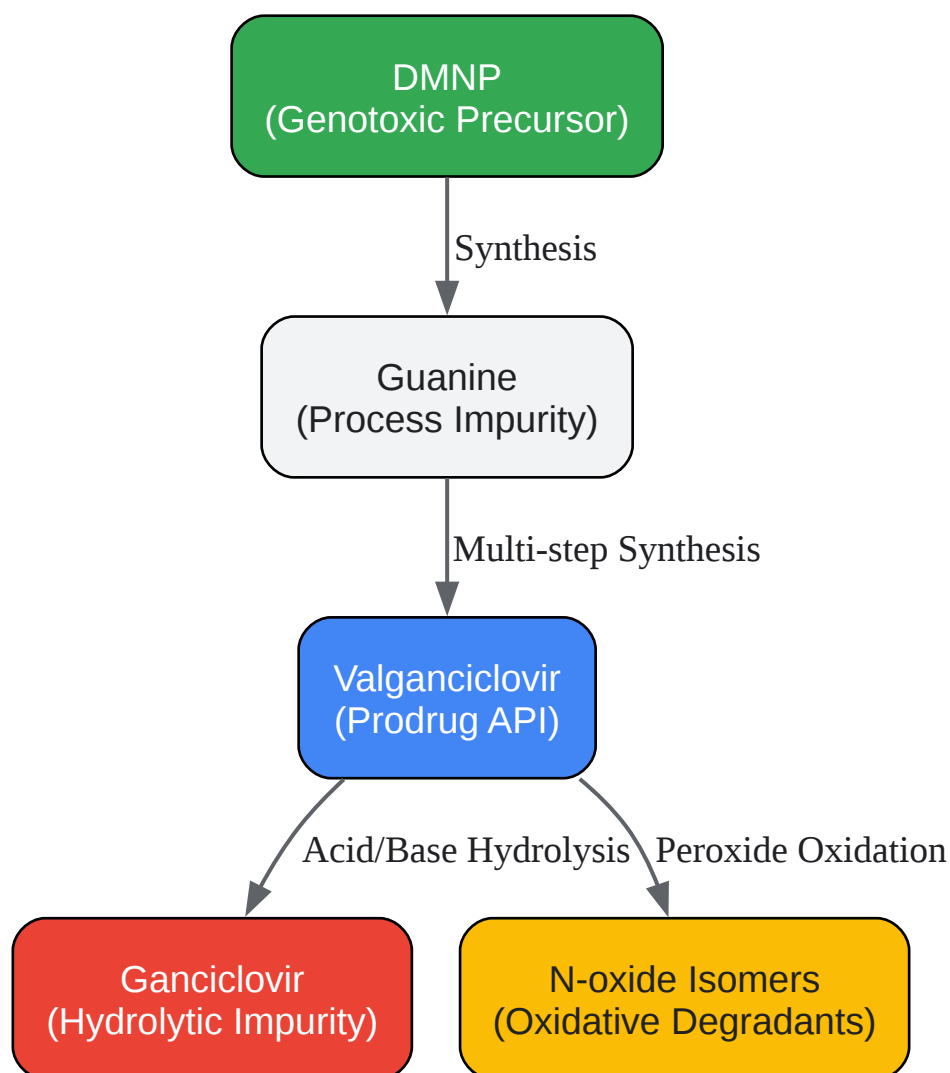 DMNP
(Genotoxic Precursor)
Synthesis
Guanine
(Process Impurity)
Multi-step Synthesis
Valganciclovir
(Prodrug API)
Acid/Base Hydrolysis
Peroxide Oxidation
Ganciclovir
(Hydrolytic Impurity)
N-oxide Isomers
(Oxidative Degradants)